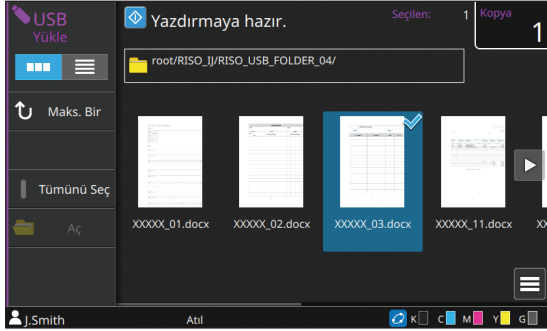 USB
Yükle
Yazdırmaya hazır.
Seçilen: 1
Kopya
1
root/RISO_IJ/RISO_USB_FOLDER_04/
Maks. Bir
Tümünü Seç
Aç
XXXXX_01.docx
XXXXX_02.docx
XXXXX_03.docx
XXXXX_11.docx
XX
J.Smith
Atıl
K C M Y G